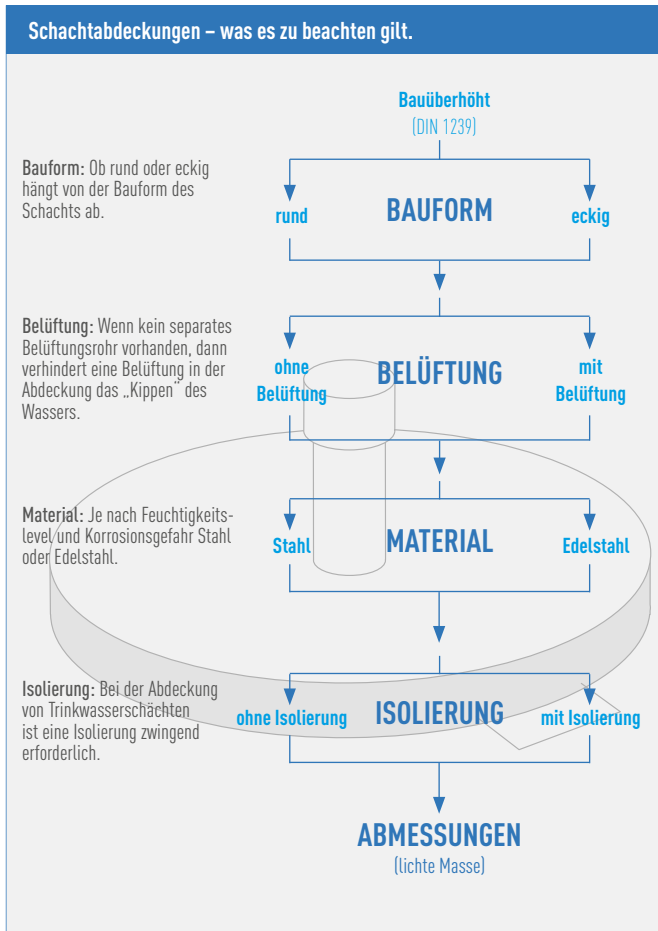 Schachtabdeckungen – was es zu beachten gilt.
Bauüberhöht
(DIN 1239)
Bauform: Ob rund oder eckig
hängt von der Bauform des
Schachts ab.
rund
BAUFORM
eckig
Belüftung: Wenn kein separates
Belüftungsrohr vorhanden, dann
verhindert eine Belüftung in der
Abdeckung das „Kippen“ des
Wassers.
ohne
Belüftung
BELÜFTUNG
mit
Belüftung
Material: Je nach Feuchtigkeits-
level und Korrosionsgefahr Stahl
oder Edelstahl.
Stahl
MATERIAL
Edelstahl
Isolierung: Bei der Abdeckung
von Trinkwasserschächten
ist eine Isolierung zwingend
erforderlich.
ohne Isolierung
ISOLIERUNG
mit Isolierung
ABMESSUNGEN
(lichte Masse)